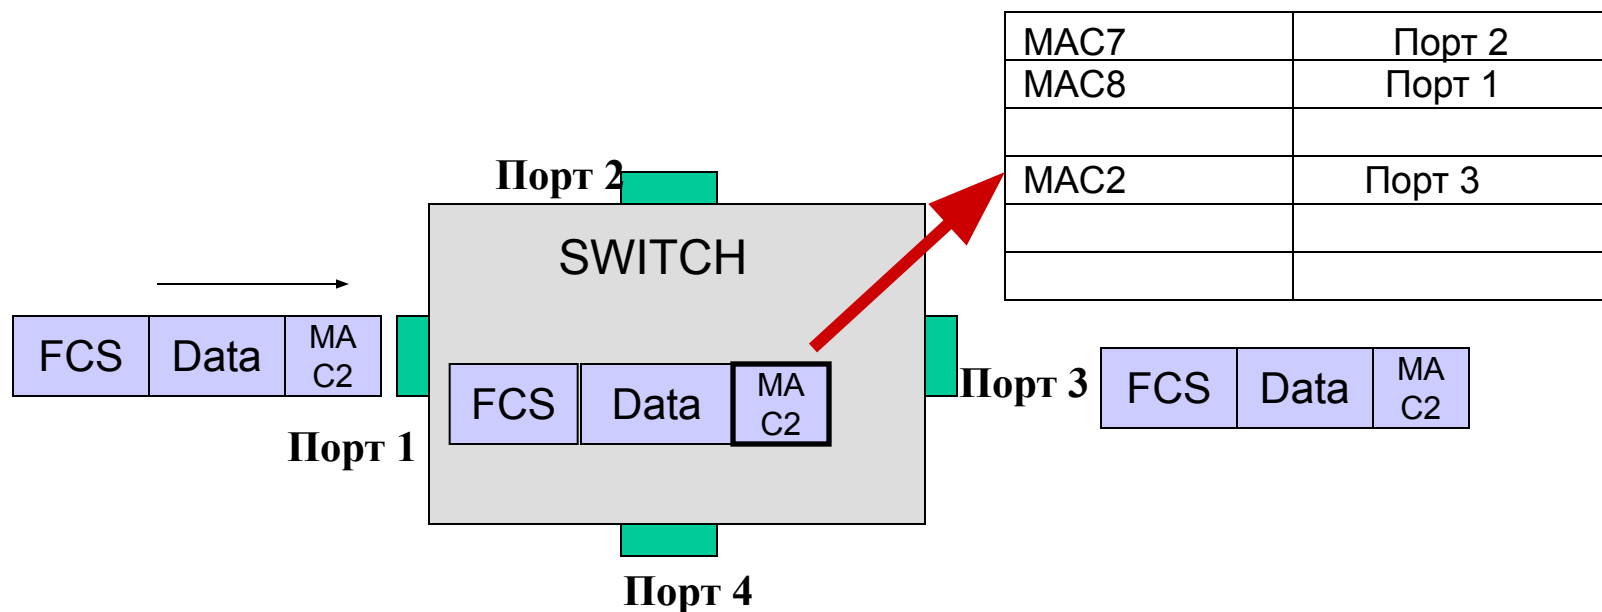 MAC7 Порт 2
MAC8 Порт 1
MAC2 Порт 3
Порт 2
SWITCH
FCS Data MA
C2
FCS Data MA
C2
Порт 3
FCS Data MA
C2
Порт 1
Порт 4